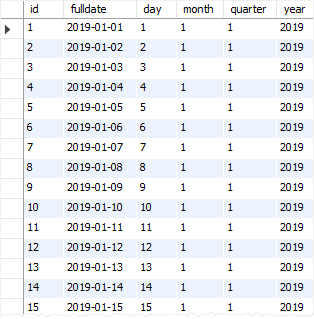 id fulldate day month quarter year
1 2019-01-01 1 1 1 2019
2 2019-01-02 2 1 1 2019
3 2019-01-03 3 1 1 2019
4 2019-01-04 4 1 1 2019
5 2019-01-05 5 1 1 2019
6 2019-01-06 6 1 1 2019
7 2019-01-07 7 1 1 2019
8 2019-01-08 8 1 1 2019
9 2019-01-09 9 1 1 2019
10 2019-01-10 10 1 1 2019
11 2019-01-11 11 1 1 2019
12 2019-01-12 12 1 1 2019
13 2019-01-13 13 1 1 2019
14 2019-01-14 14 1 1 2019
15 2019-01-15 15 1 1 2019